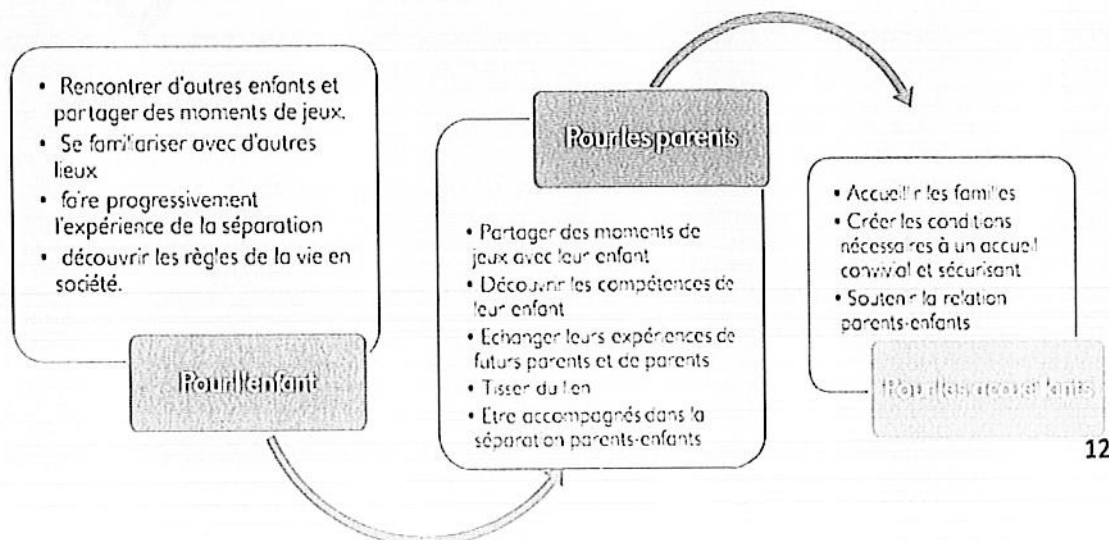 • Rencontrer d'autres enfants et
partager des moments de jeux.
• Se familiariser avec d'autres
lieux
• faire progressivement
l'expérience de la séparation
• découvrir les règles de la vie en
société.
Pour l'enfant
Pour les parents
• Partager des moments de
jeux avec leur enfant
• Découvrir les compétences de
leur enfant
• Echanger leurs expériences de
futurs parents et de parents
• Tisser du lien
• Etre accompagnés dans la
séparation parents-enfants
• Accueillir les familles
• Créer les conditions
nécessaires à un accueil
convivial et sécurisant
• Soutenir la relation
parents-enfants
Pour les accueillants
12